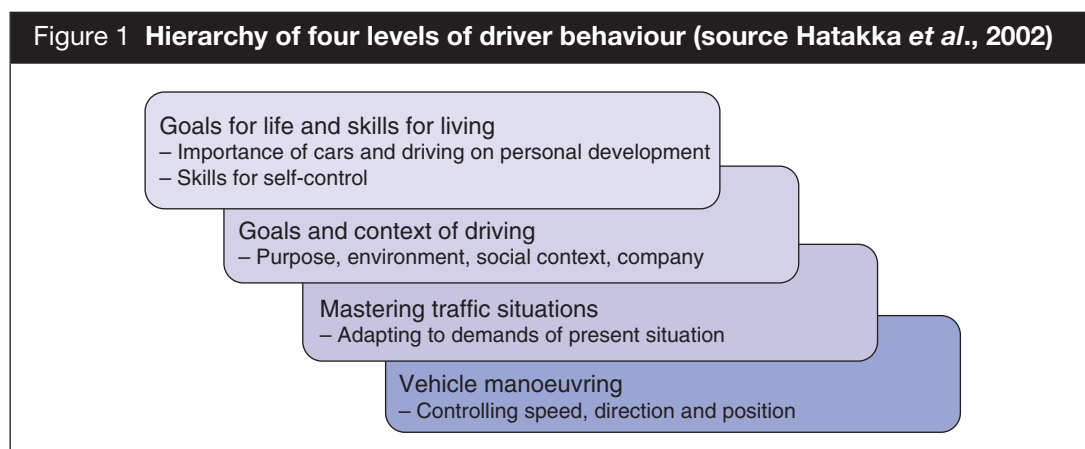 Figure 1 Hierarchy of four levels of driver behaviour (source Hatakka et al., 2002)
Goals for life and skills for living
– Importance of cars and driving on personal development
– Skills for self-control
Goals and context of driving
– Purpose, environment, social context, company
Mastering traffic situations
– Adapting to demands of present situation
Vehicle manoeuvring
– Controlling speed, direction and position